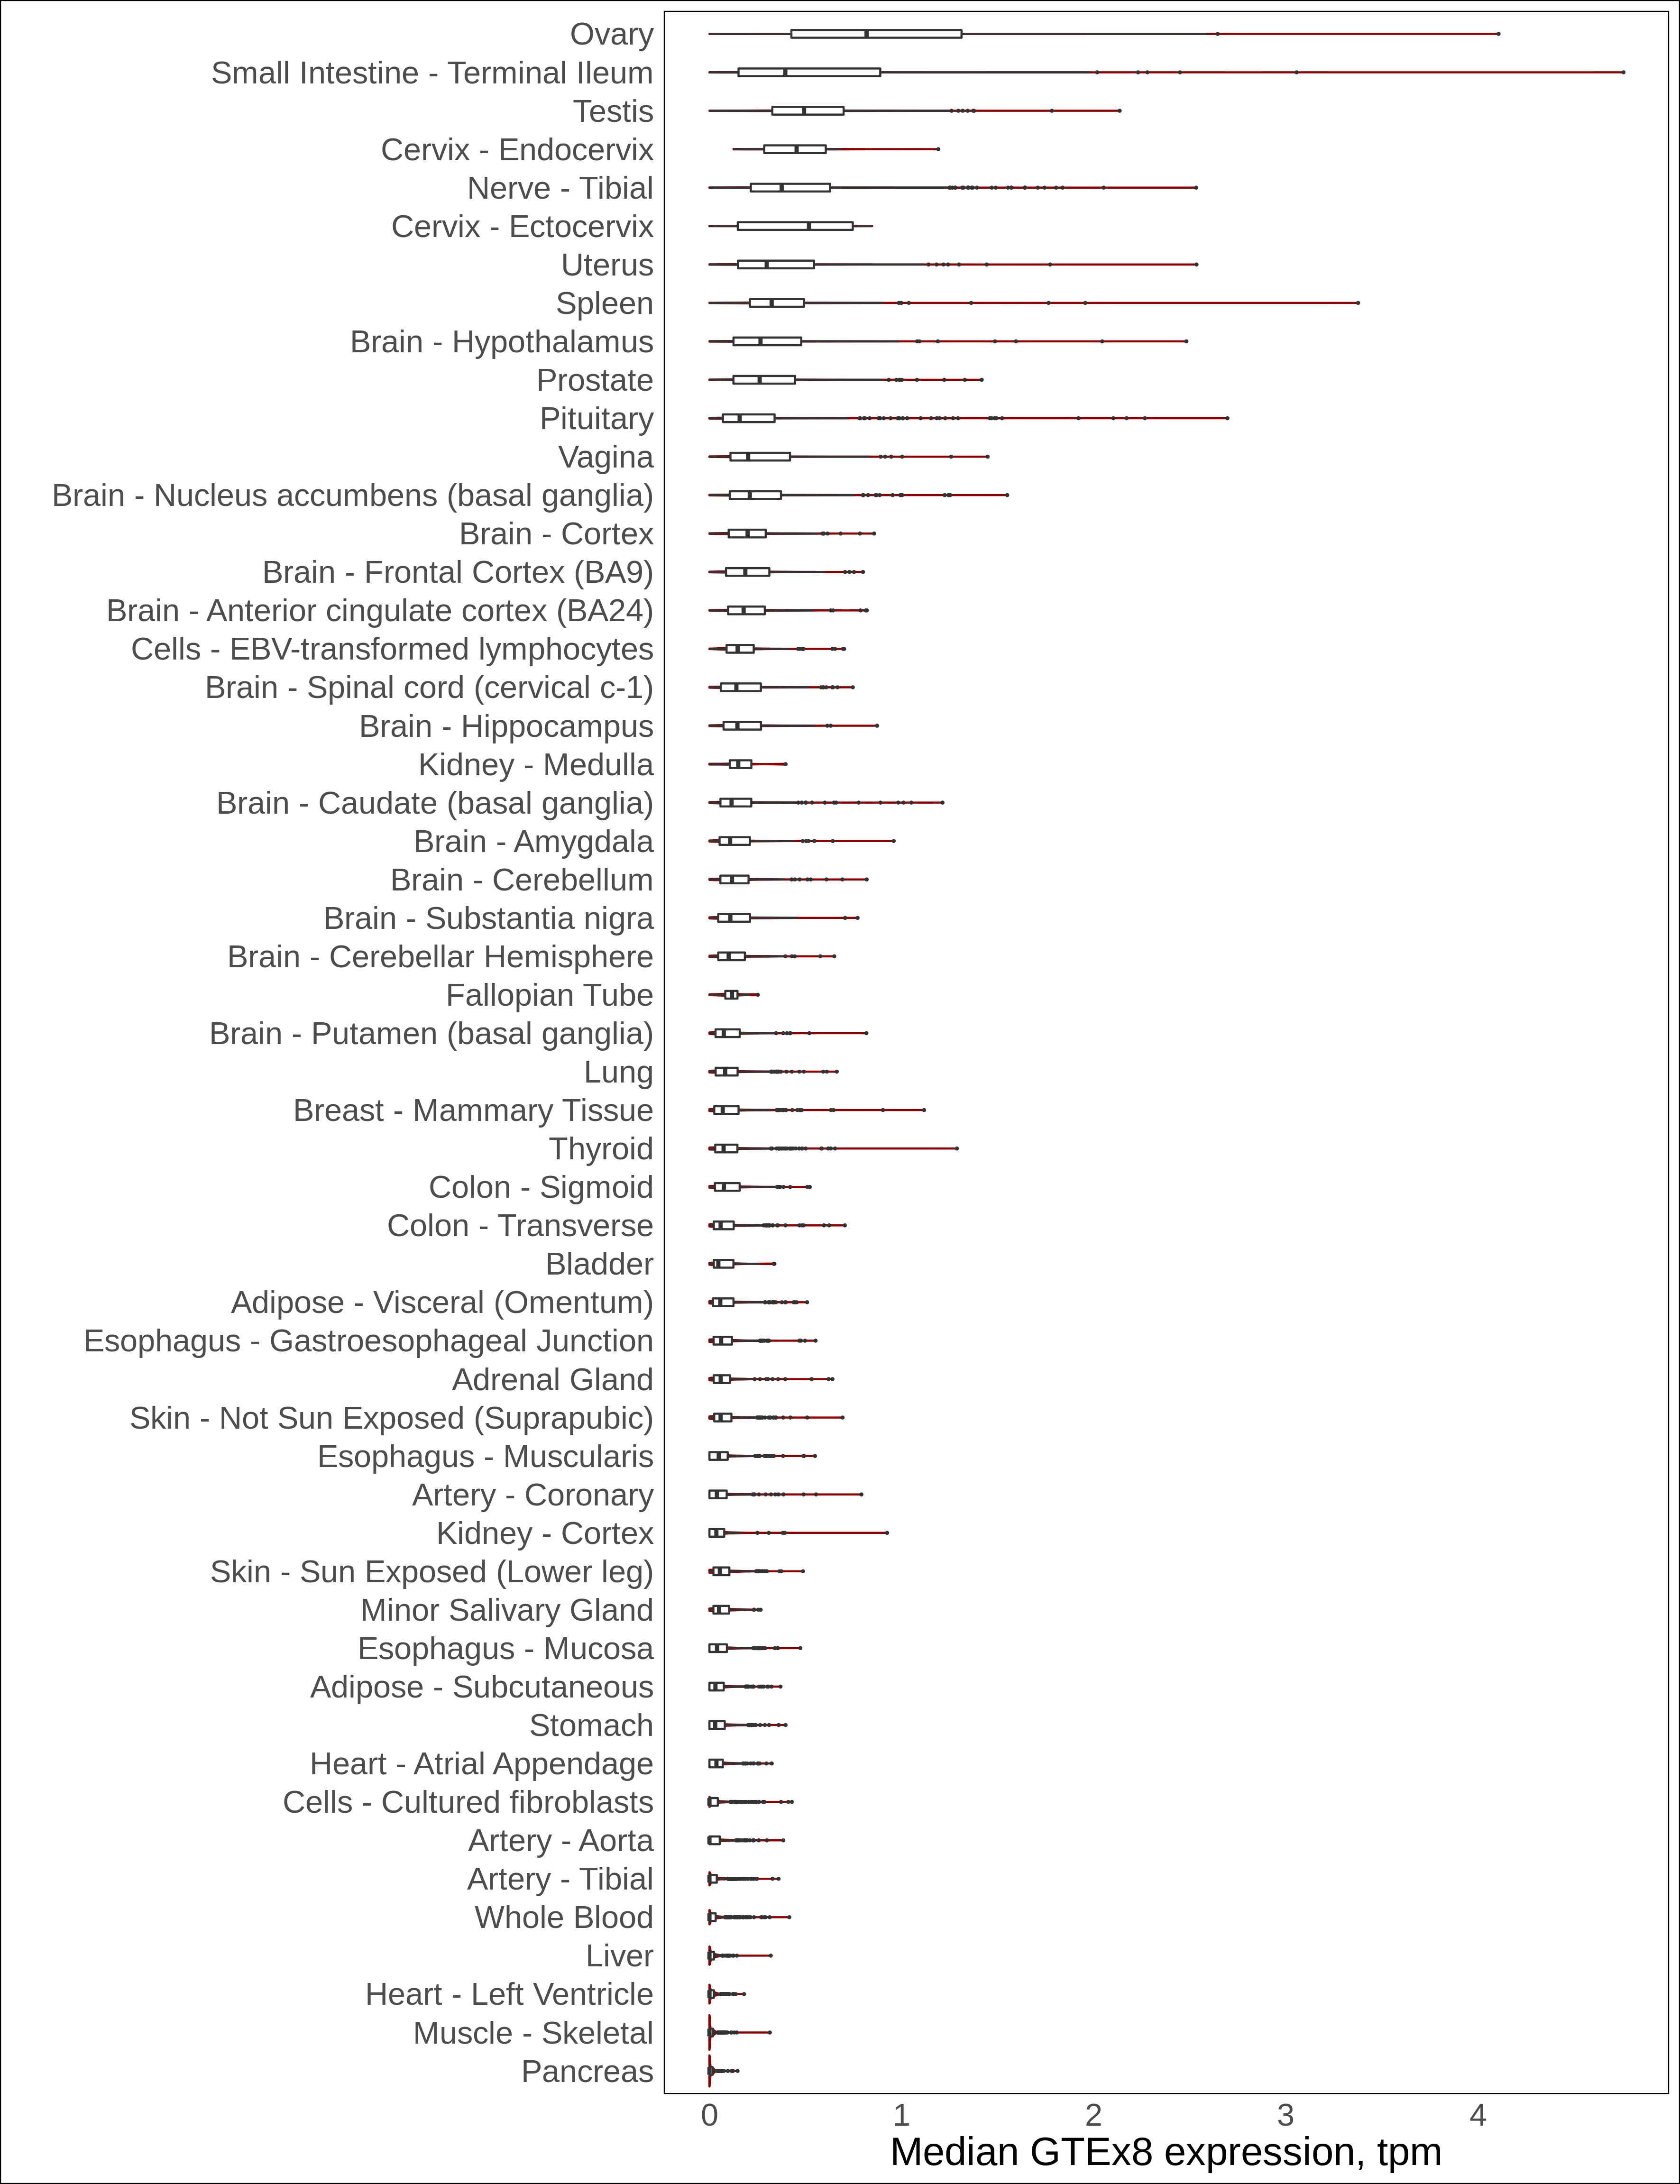 Ovary
Small Intestine - Terminal Ileum
Testis
Cervix - Endocervix
Nerve - Tibial
Cervix - Ectocervix
Uterus
Spleen
Brain - Hypothalamus
Prostate
Pituitary
Vagina
Brain - Nucleus accumbens (basal ganglia)
Brain - Cortex
Brain - Frontal Cortex (BA9)
Brain - Anterior cingulate cortex (BA24)
Cells - EBV-transformed lymphocytes
Brain - Spinal cord (cervical c-1)
Brain - Hippocampus
Kidney - Medulla
Brain - Caudate (basal ganglia)
Brain - Amygdala
Brain - Cerebellum
Brain - Substantia nigra
Brain - Cerebellar Hemisphere
Fallopian Tube
Brain - Putamen (basal ganglia)
Lung
Breast - Mammary Tissue
Thyroid
Colon - Sigmoid
Colon - Transverse
Bladder
Adipose - Visceral (Omentum)
Esophagus - Gastroesophageal Junction
Adrenal Gland
Skin - Not Sun Exposed (Suprapubic)
Esophagus - Muscularis
Artery - Coronary
Kidney - Cortex
Skin - Sun Exposed (Lower leg)
Minor Salivary Gland
Esophagus - Mucosa
Adipose - Subcutaneous
Stomach
Heart - Atrial Appendage
Cells - Cultured fibroblasts
Artery - Aorta
Artery - Tibial
Whole Blood
Liver
Heart - Left Ventricle
Muscle - Skeletal
Pancreas
0 1 2 3 4
Median GTEx8 expression, tpm